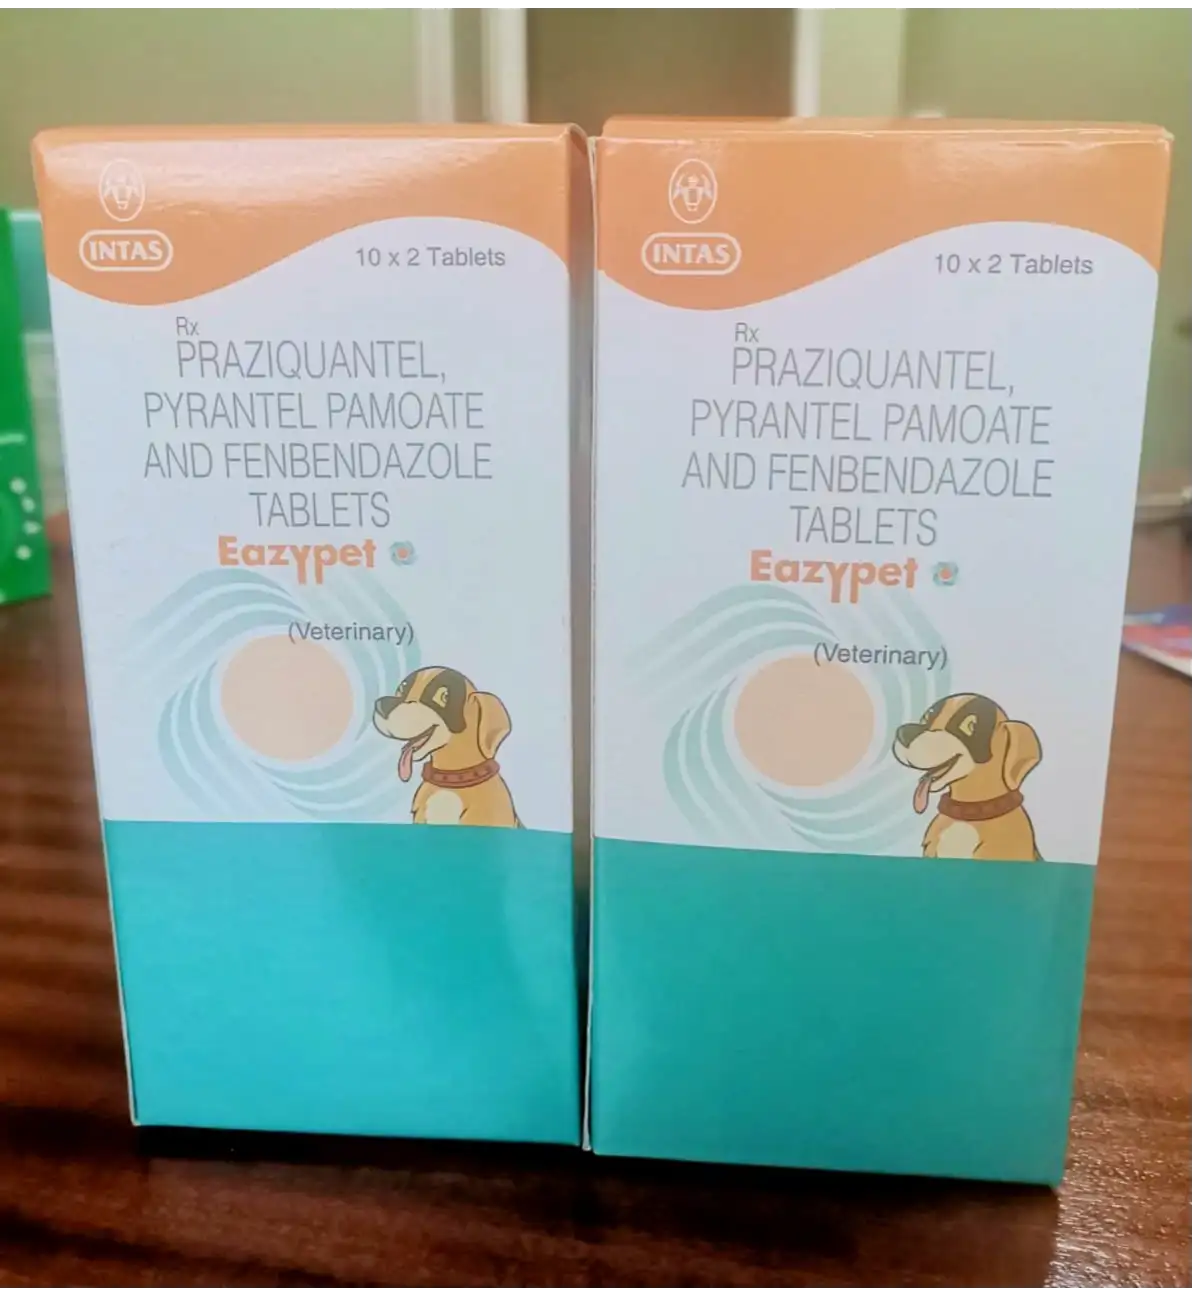 INTAS
10 x 2 Tablets
Rx
PRAZIQUANTEL,
PYRANTEL PAMOATE
AND FENBENDAZOLE
TABLETS
Eazypet
(Veterinary)
INTAS
10 x 2 Tablets
Rx
PRAZIQUANTEL,
PYRANTEL PAMOATE
AND FENBENDAZOLE
TABLETS
Eazypet
(Veterinary)